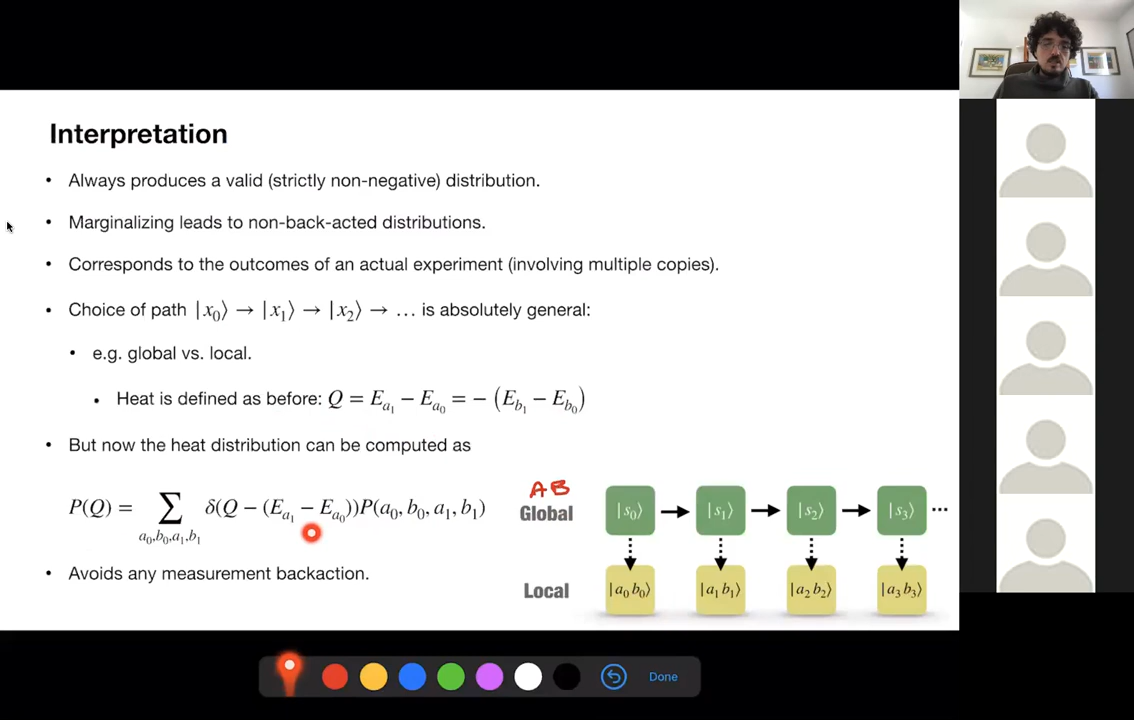 Interpretation
• Always produces a valid (strictly non-negative) distribution.
• Marginalizing leads to non-back-acted distributions.
• Corresponds to the outcomes of an actual experiment (involving multiple copies).
• Choice of path |x₀⟩ → |x₁⟩ → |x₂⟩ → … is absolutely general:
• e.g. global vs. local.
• Heat is defined as before: Q = E_{a₁} − E_{a₀} = − (E_{b₁} − E_{b₀})
• But now the heat distribution can be computed as
P(Q) = ∑_{a₀,b₀,a₁,b₁} δ(Q − (E_{a₁} − E_{a₀}))P(a₀, b₀, a₁, b₁)
• Avoids any measurement backaction.
AB
Global |s₀⟩ → |s₁⟩ → |s₂⟩ → |s₃⟩ ···
Local |a₀b₀⟩ |a₁b₁⟩ |a₂b₂⟩ |a₃b₃⟩
Done